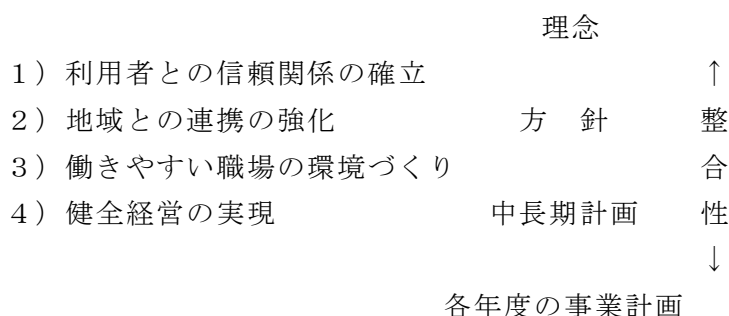 理念
1）利用者との信頼関係の確立 ↑
2）地域との連携の強化 方 針 整
3）働きやすい職場の環境づくり 合
4）健全経営の実現 中長期計画 性
↓
各年度の事業計画